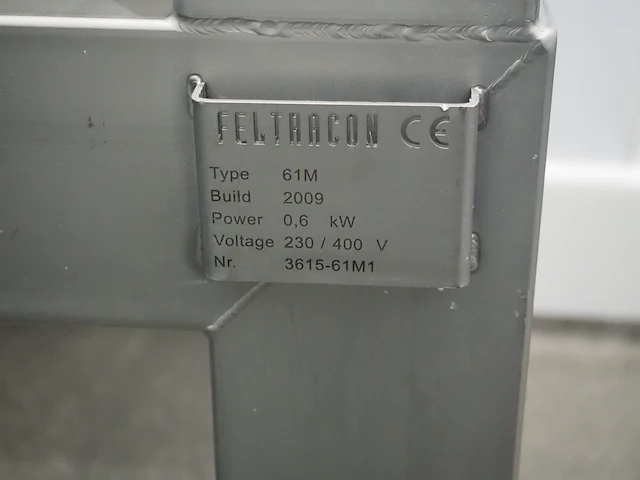 FELTRACON CE
Type 61M
Build 2009
Power 0,6 kW
Voltage 230 / 400 V
Nr. 3615-61M1